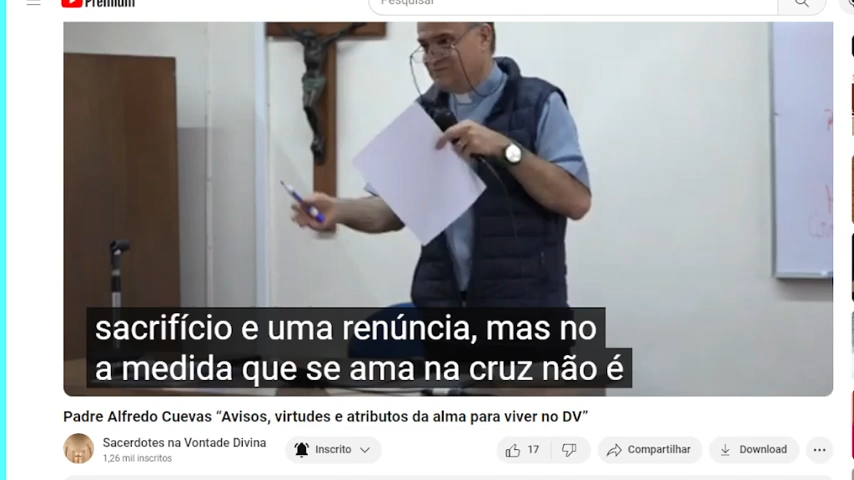 Premium
Pesquisar
sacrifício e uma renúncia, mas no
a medida que se ama na cruz não é
Padre Alfredo Cuevas “Avisos, virtudes e atributos da alma para viver no DV”
Sacerdotes na Vontade Divina
1,26 mil inscritos
Inscrito
17
Compartilhar
Download